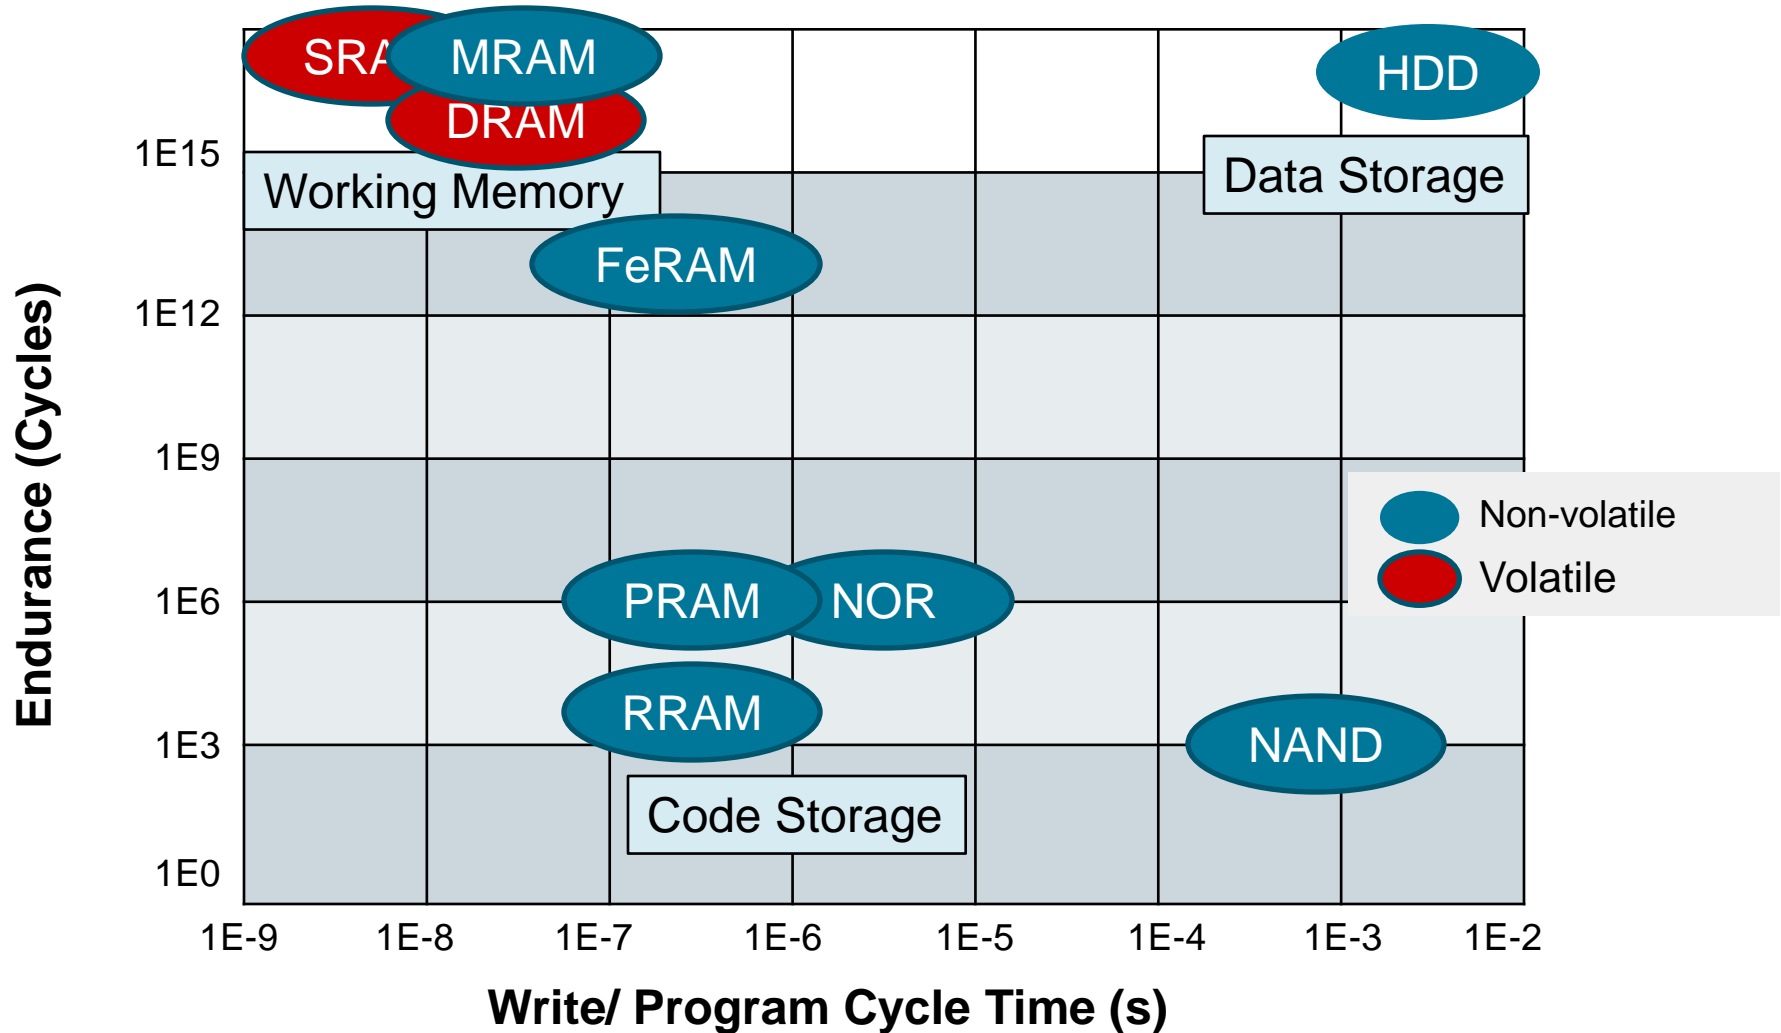 SRA
MRAM
HDD
DRAM
1E15
Working Memory
Data Storage
FeRAM
1E12
Endurance (Cycles)
1E9
Non-volatile
Volatile
1E6
PRAM
NOR
RRAM
1E3
NAND
Code Storage
1E0
1E-9
1E-8
1E-7
1E-6
1E-5
1E-4
1E-3
1E-2
Write/ Program Cycle Time (s)